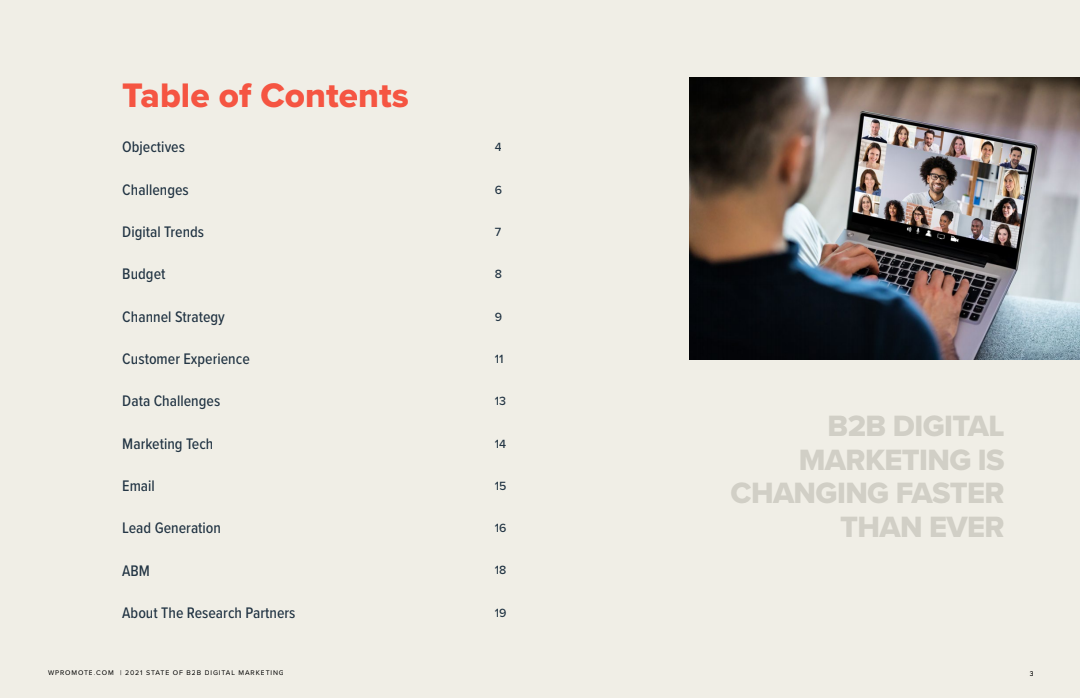 Table of Contents
Objectives 4
Challenges 6
Digital Trends 7
Budget 8
Channel Strategy 9
Customer Experience 11
Data Challenges 13
Marketing Tech 14
Email 15
Lead Generation 16
ABM 18
About The Research Partners 19
B2B DIGITAL
MARKETING IS
CHANGING FASTER
THAN EVER
WPROMOTE.COM | 2021 STATE OF B2B DIGITAL MARKETING
3